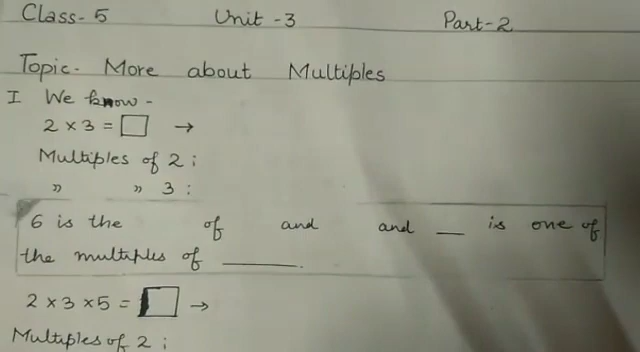 Class- 5 Unit -3 Part-2
Topic- More about Multiples
I We know -
2 × 3 = □ →
Multiples of 2 :
" " 3 :
6 is the of and and __ is one of
the multiples of ______.
2 × 3 × 5 = □ →
Multiples of 2 :